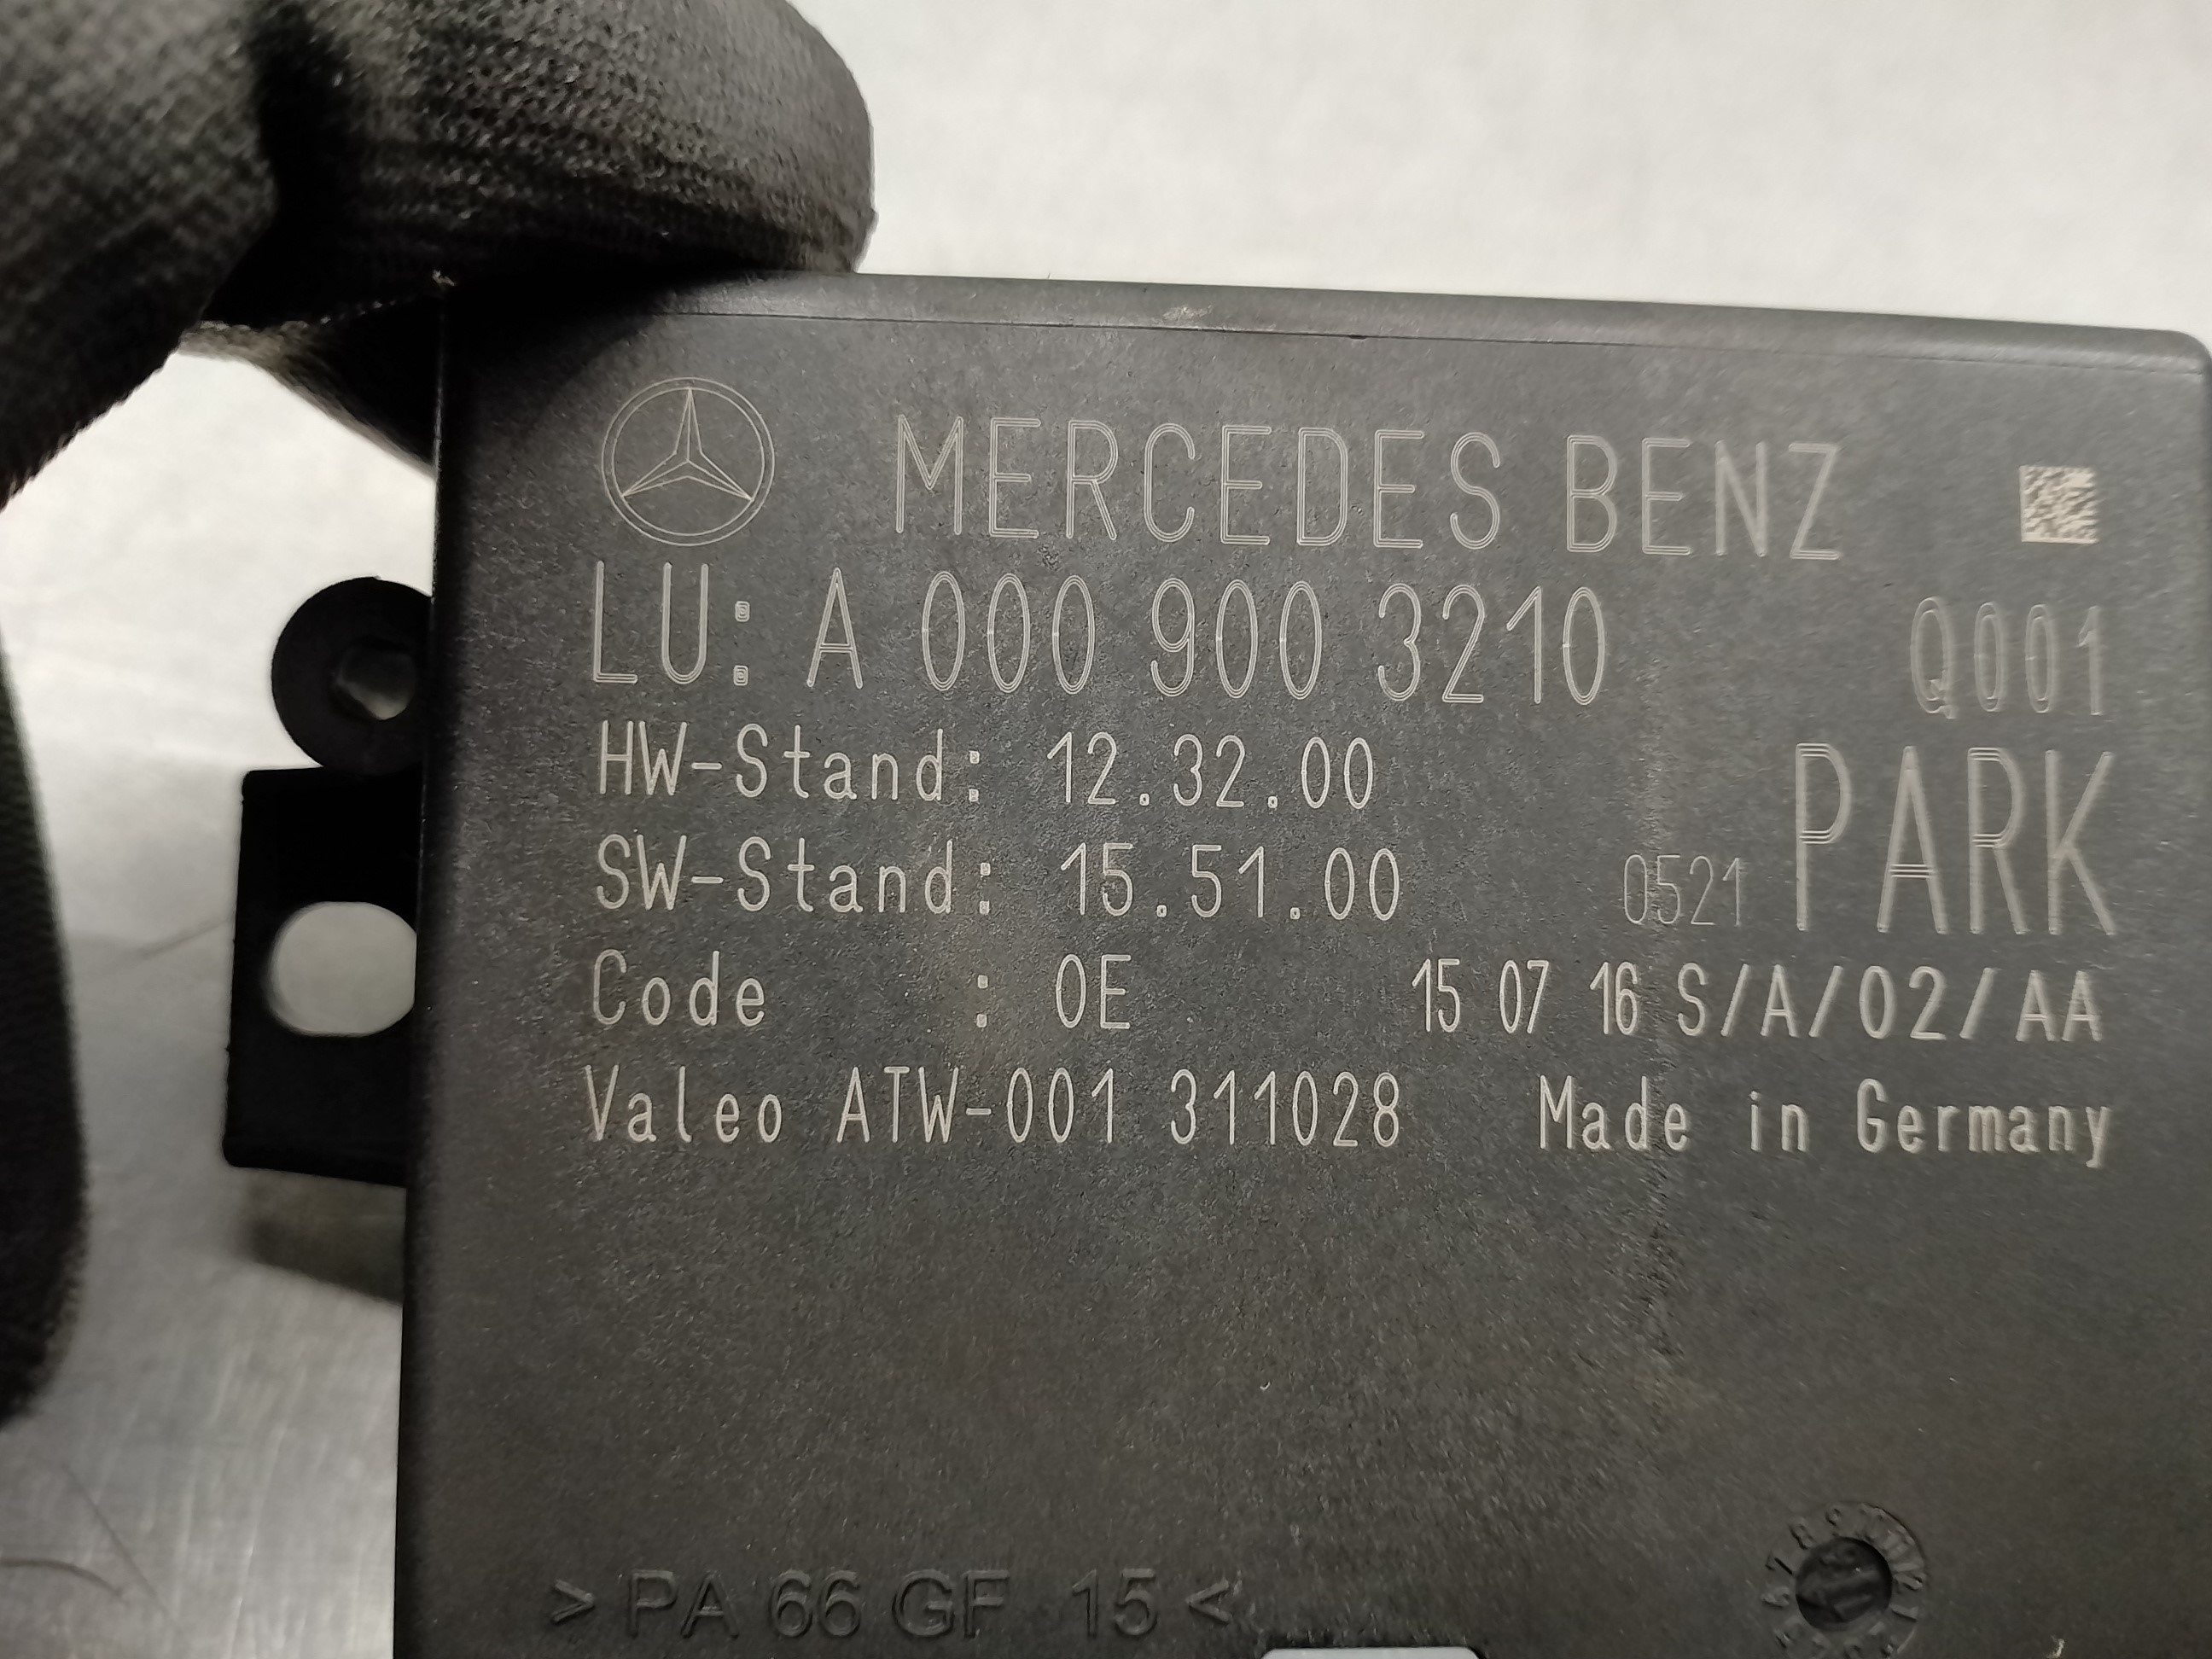 MERCEDES BENZ
LU: A 000 900 3210 Q001
HW-Stand: 12.32.00
SW-Stand: 15.51.00 0521 PARK
Code : 0E 15 07 16 S/A/02/AA
Valeo ATW-001 311028 Made in Germany
> PA 66 GF 15 <